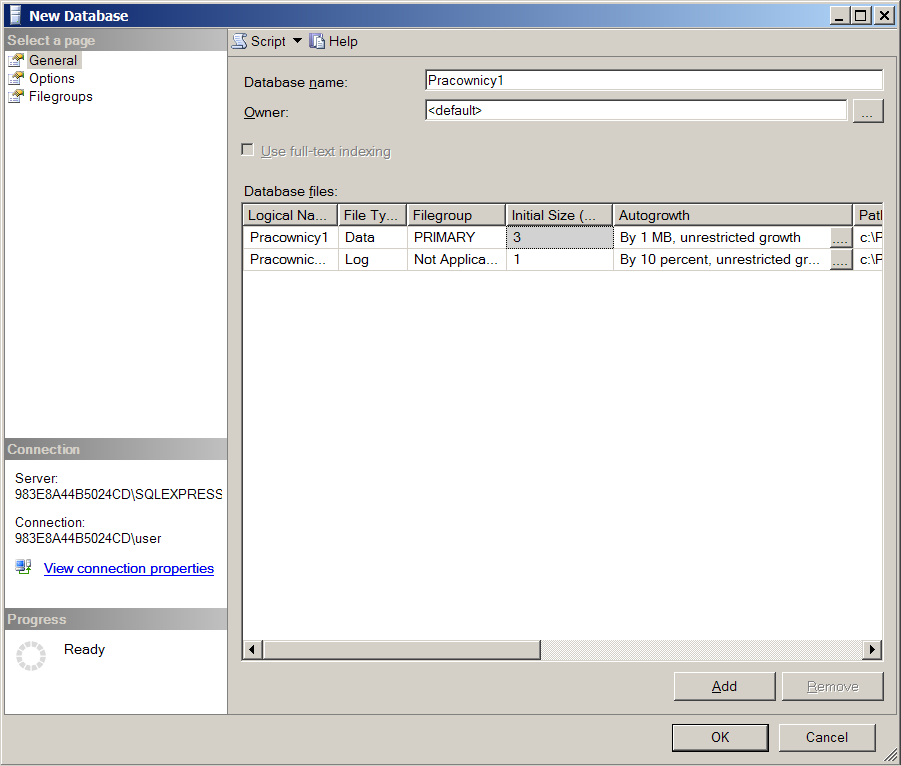 New Database
Select a page
General
Options
Filegroups
Script Help
Database name: Pracownicy1
Owner: <default> ...
Use full-text indexing
Database files:
Logical Na... File Ty... Filegroup Initial Size (... Autogrowth
Pracownicy1 Data PRIMARY 3 By 1 MB, unrestricted growth .... c:\
Pracownic... Log Not Applica... 1 By 10 percent, unrestricted gr... .... c:\
Connection
Server:
983E8A44B5024CD\SQLEXPRESS
Connection:
983E8A44B5024CD\user
View connection properties
Progress
Ready
Add Remove
OK Cancel